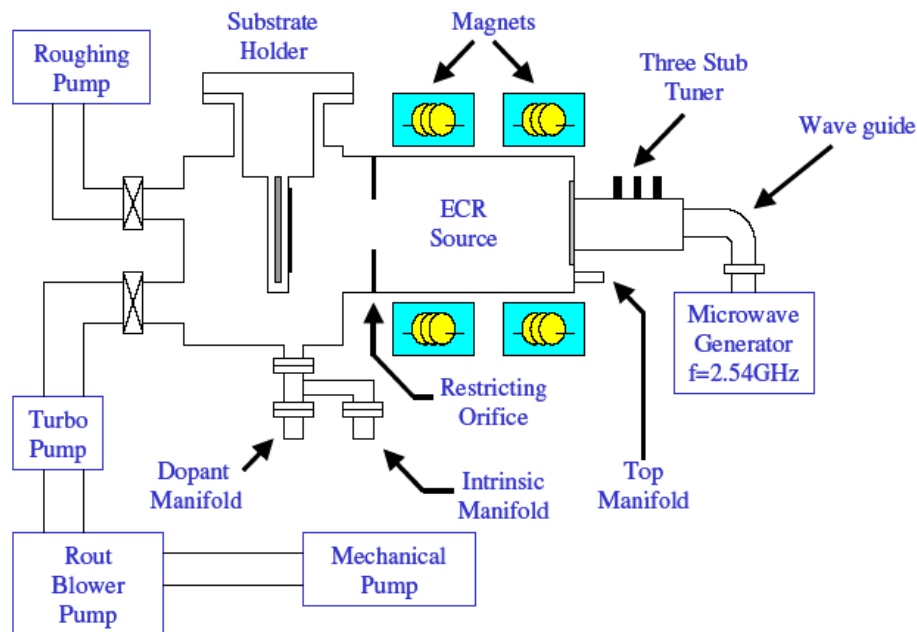 Substrate
Holder
Magnets
Roughing
Pump
Three Stub
Tuner
Wave guide
ECR
Source
Microwave
Generator
f=2.54GHz
Restricting
Orifice
Turbo
Pump
Dopant
Manifold
Intrinsic
Manifold
Top
Manifold
Rout
Blower
Pump
Mechanical
Pump